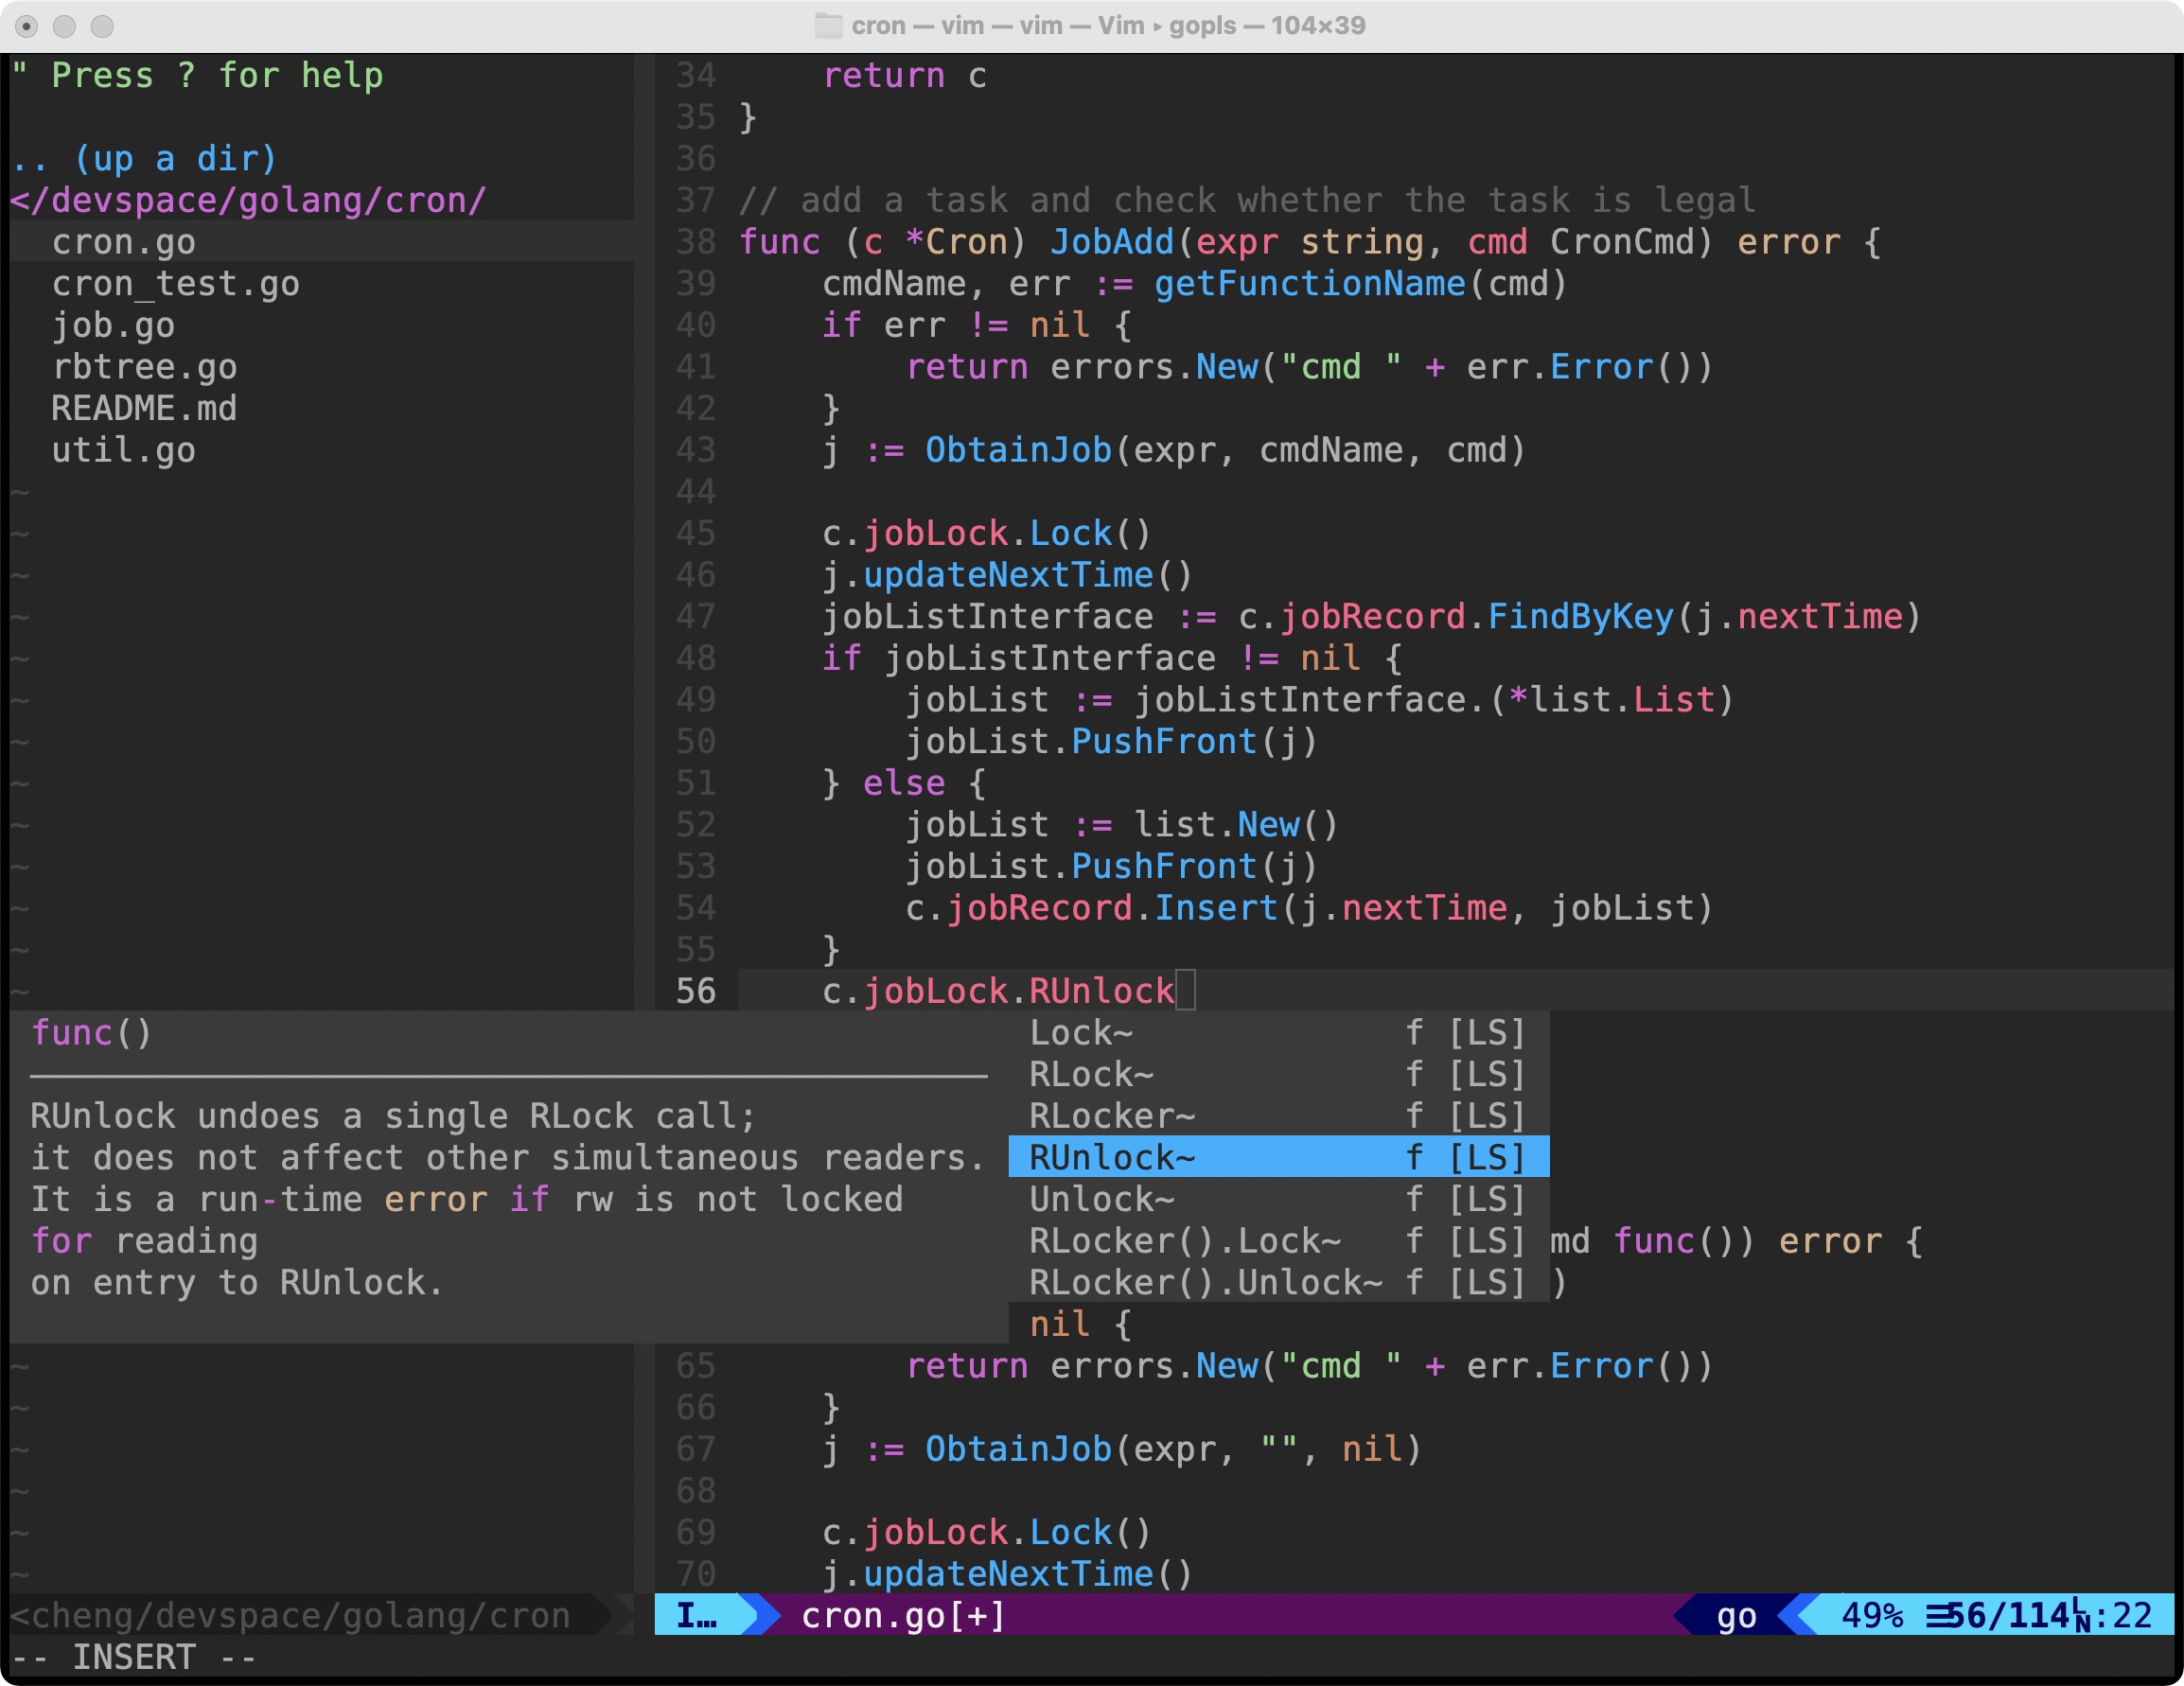 cron — vim — vim — Vim ▸ gopls — 104×39
" Press ? for help
.. (up a dir)
</devspace/golang/cron/
cron.go
cron_test.go
job.go
rbtree.go
README.md
util.go
~
~
~
~
~
~
~
~
~
~
~
~
~
34     return c
35 }
36
37 // add a task and check whether the task is legal
38 func (c *Cron) JobAdd(expr string, cmd CronCmd) error {
39     cmdName, err := getFunctionName(cmd)
40     if err != nil {
41         return errors.New("cmd " + err.Error())
42     }
43     j := ObtainJob(expr, cmdName, cmd)
44
45     c.jobLock.Lock()
46     j.updateNextTime()
47     jobListInterface := c.jobRecord.FindByKey(j.nextTime)
48     if jobListInterface != nil {
49         jobList := jobListInterface.(*list.List)
50         jobList.PushFront(j)
51     } else {
52         jobList := list.New()
53         jobList.PushFront(j)
54         c.jobRecord.Insert(j.nextTime, jobList)
55     }
56     c.jobLock.RUnlock
func()
RUnlock undoes a single RLock call;
it does not affect other simultaneous readers.
It is a run-time error if rw is not locked
for reading
on entry to RUnlock.
Lock~ f [LS]
RLock~ f [LS]
RLocker~ f [LS]
RUnlock~ f [LS]
Unlock~ f [LS]
RLocker().Lock~ f [LS] md func()) error {
RLocker().Unlock~ f [LS] )
nil {
~
~
~
~
~
~
65         return errors.New("cmd " + err.Error())
66     }
67     j := ObtainJob(expr, "", nil)
68
69     c.jobLock.Lock()
70     j.updateNextTime()
<cheng/devspace/golang/cron
I… cron.go[+] go 49% ☰56/114␤:22
-- INSERT --